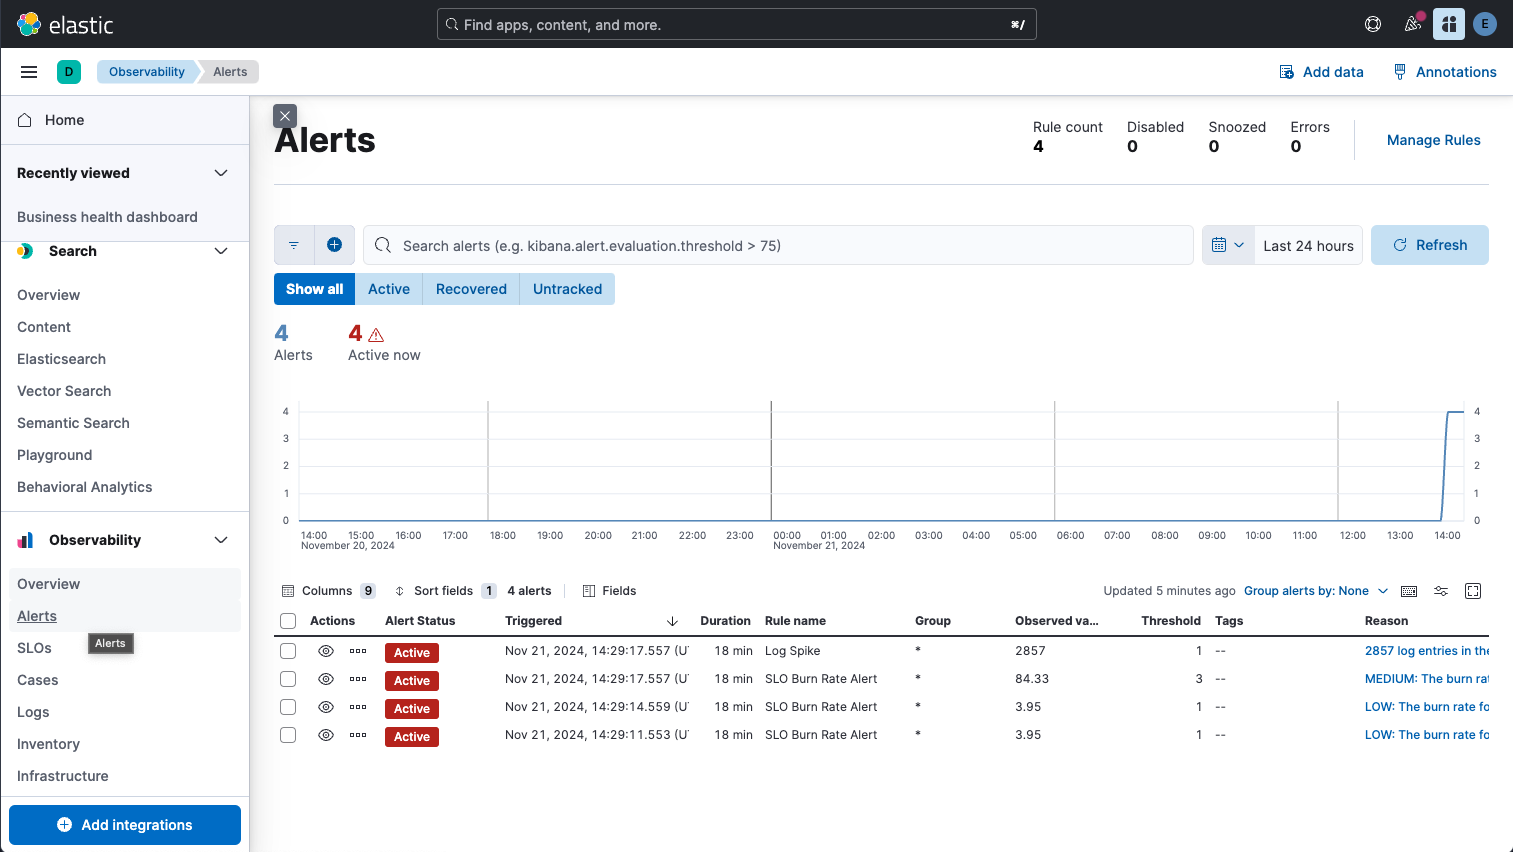 elastic
Find apps, content, and more.
⌘/
E
D
Observability
Alerts
Add data
Annotations
Home
Recently viewed
Business health dashboard
Search
Overview
Content
Elasticsearch
Vector Search
Semantic Search
Playground
Behavioral Analytics
Observability
Overview
Alerts
Alerts
SLOs
Cases
Logs
Inventory
Infrastructure
Add integrations
Alerts
Rule count Disabled Snoozed Errors
4 0 0 0
Manage Rules
Search alerts (e.g. kibana.alert.evaluation.threshold > 75)
Last 24 hours
Refresh
Show all Active Recovered Untracked
4 4
Alerts Active now
4 4
3 3
2 2
1 1
0 0
14:00 15:00 16:00 17:00 18:00 19:00 20:00 21:00 22:00 23:00 00:00 01:00 02:00 03:00 04:00 05:00 06:00 07:00 08:00 09:00 10:00 11:00 12:00 13:00 14:00
November 20, 2024 November 21, 2024
Columns 9 Sort fields 1 4 alerts Fields Updated 5 minutes ago Group alerts by: None
Actions Alert Status Triggered Duration Rule name Group Observed va... Threshold Tags Reason
Active Nov 21, 2024, 14:29:17.557 (U 18 min Log Spike * 2857 1 -- 2857 log entries in the
Active Nov 21, 2024, 14:29:17.557 (U 18 min SLO Burn Rate Alert * 84.33 3 -- MEDIUM: The burn rat
Active Nov 21, 2024, 14:29:14.559 (U 18 min SLO Burn Rate Alert * 3.95 1 -- LOW: The burn rate fo
Active Nov 21, 2024, 14:29:11.553 (U 18 min SLO Burn Rate Alert * 3.95 1 -- LOW: The burn rate fo